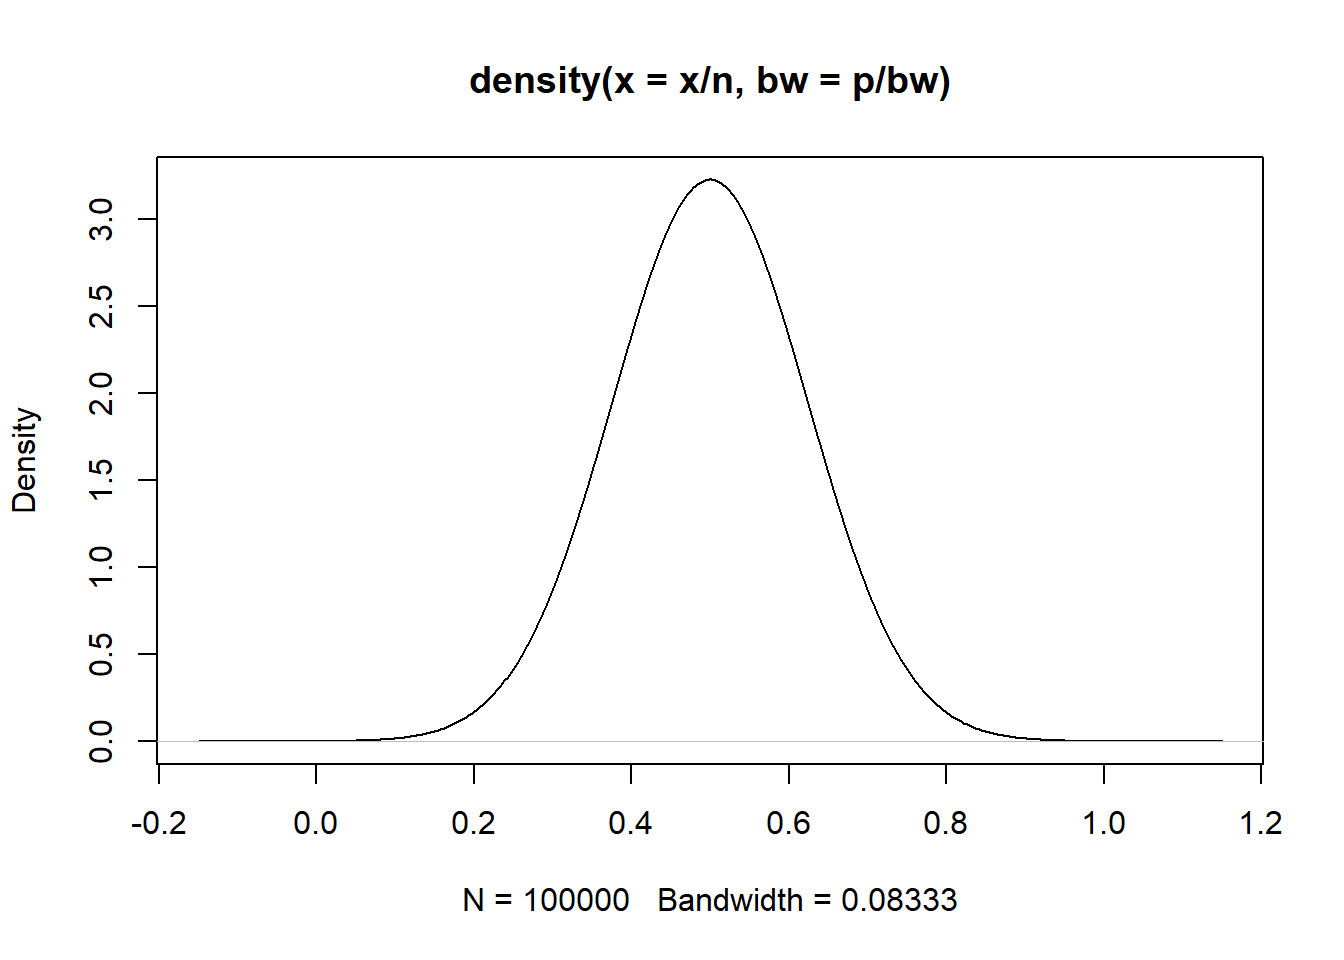 density(x = x/n, bw = p/bw)
Density
0.0 0.5 1.0 1.5 2.0 2.5 3.0
-0.2 0.0 0.2 0.4 0.6 0.8 1.0 1.2
N = 100000 Bandwidth = 0.08333